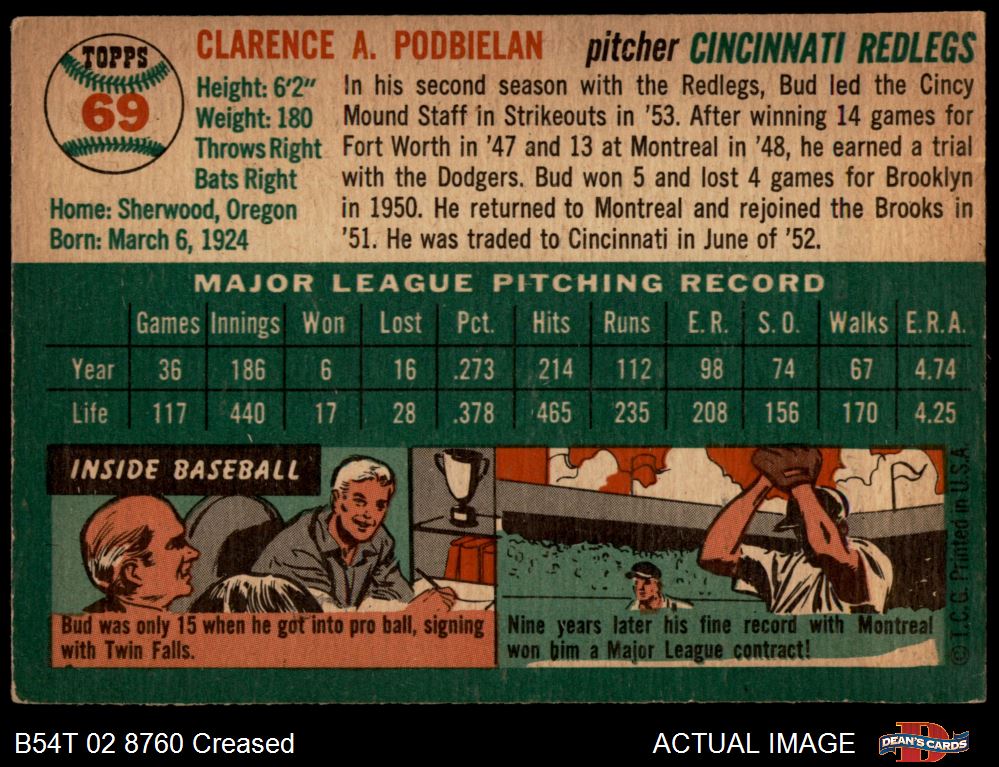 TOPPS
69
CLARENCE A. PODBIELAN pitcher CINCINNATI REDLEGS
Height: 6'2"
Weight: 180
Throws Right
Bats Right
Home: Sherwood, Oregon
Born: March 6, 1924
In his second season with the Redlegs, Bud led the Cincy
Mound Staff in Strikeouts in '53. After winning 14 games for
Fort Worth in '47 and 13 at Montreal in '48, he earned a trial
with the Dodgers. Bud won 5 and lost 4 games for Brooklyn
in 1950. He returned to Montreal and rejoined the Brooks in
'51. He was traded to Cincinnati in June of '52.
MAJOR LEAGUE PITCHING RECORD
Games Innings Won Lost Pct. Hits Runs E.R. S.O. Walks E.R.A.
Year 36 186 6 16 .273 214 112 98 74 67 4.74
Life 117 440 17 28 .378 465 235 208 156 170 4.25
INSIDE BASEBALL
Bud was only 15 when he got into pro ball, signing
with Twin Falls.
Nine years later his fine record with Montreal
won him a Major League contract!
© T.C.G. Printed in U.S.A.
B54T 02 8760 Creased
ACTUAL IMAGE
D
DEAN'S CARDS